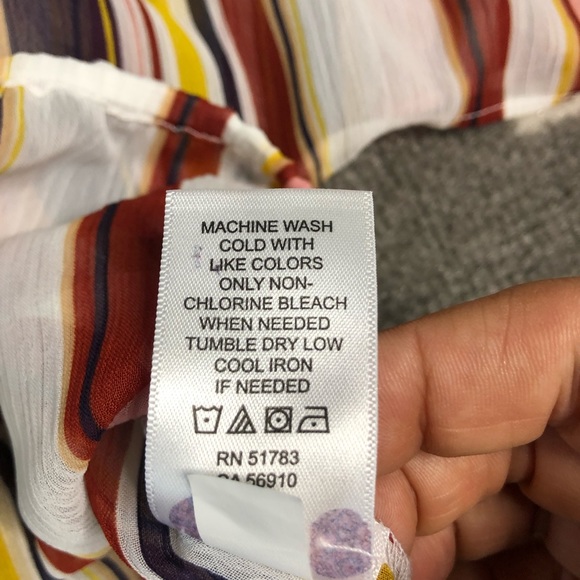 MACHINE WASH
COLD WITH
LIKE COLORS
ONLY NON-
CHLORINE BLEACH
WHEN NEEDED
TUMBLE DRY LOW
COOL IRON
IF NEEDED
RN 51783
CA 56910